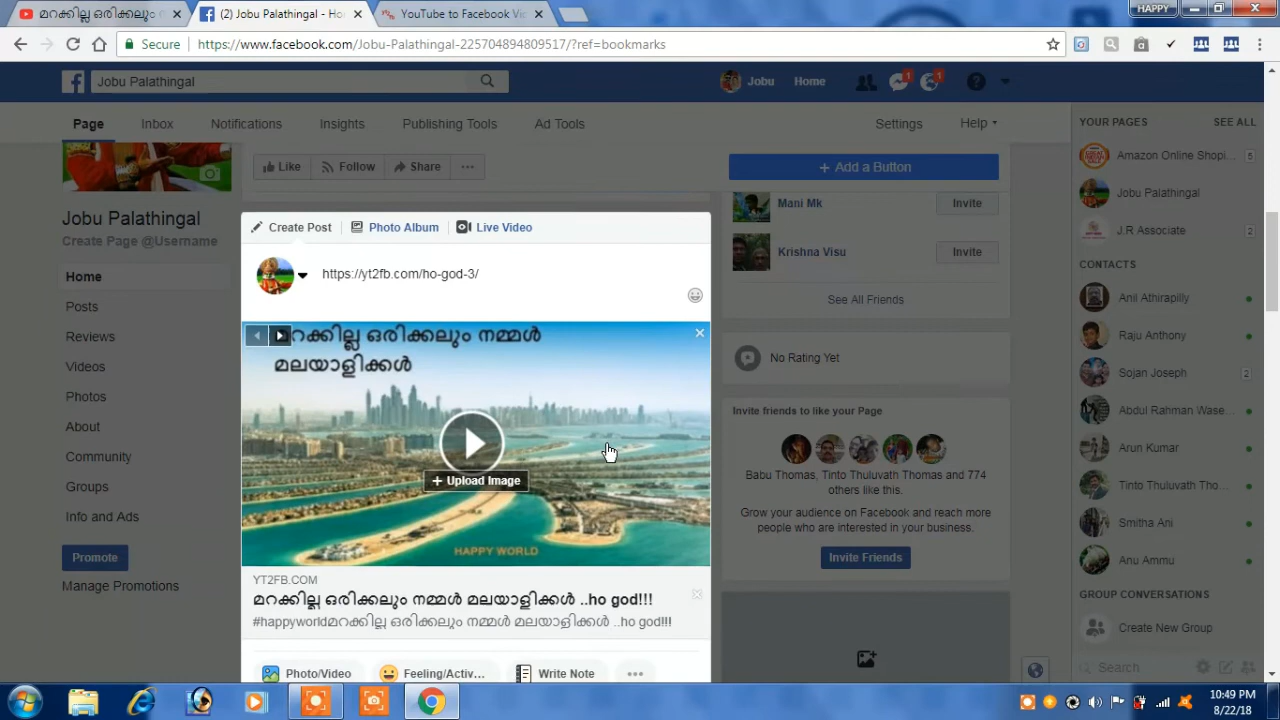 മറക്കില്ല ഒരിക്കലും ന
(2) Jobu Palathingal - Ho
YouTube to Facebook Vi
HAPPY
Secure
https://www.facebook.com/Jobu-Palathingal-225704894809517/?ref=bookmarks
Jobu Palathingal
Jobu
Home
1
1
Page
Inbox
Notifications
Insights
Publishing Tools
Ad Tools
Settings
Help
Like
Follow
Share
+ Add a Button
Jobu Palathingal
Create Page @Username
Home
Posts
Reviews
Videos
Photos
About
Community
Groups
Info and Ads
Promote
Manage Promotions
Create Post
Photo Album
Live Video
https://yt2fb.com/ho-god-3/
മറക്കില്ല ഒരിക്കലും നമ്മൾ
മലയാളിക്കൾ
+ Upload Image
HAPPY WORLD
YT2FB.COM
മറക്കില്ല ഒരിക്കലും നമ്മൾ മലയാളിക്കൾ ..ho god!!!
#happyworldമറക്കില്ല ഒരിക്കലും നമ്മൾ മലയാളിക്കൾ ..ho god!!!
Photo/Video
Feeling/Activ...
Write Note
Mani Mk
Invite
Krishna Visu
Invite
See All Friends
No Rating Yet
Invite friends to like your Page
Babu Thomas, Tinto Thuluvath Thomas and 774
others like this.
Grow your audience on Facebook and reach more
people who are interested in your business.
Invite Friends
YOUR PAGES
SEE ALL
Amazon Online Shopi...
5
Jobu Palathingal
J.R Associate
2
CONTACTS
Anil Athirapilly
Raju Anthony
Sojan Joseph
2
Abdul Rahman Wase...
Arun Kumar
Tinto Thuluvath Tho...
Smitha Ani
Anu Ammu
GROUP CONVERSATIONS
Create New Group
Search
10:49 PM
8/22/18